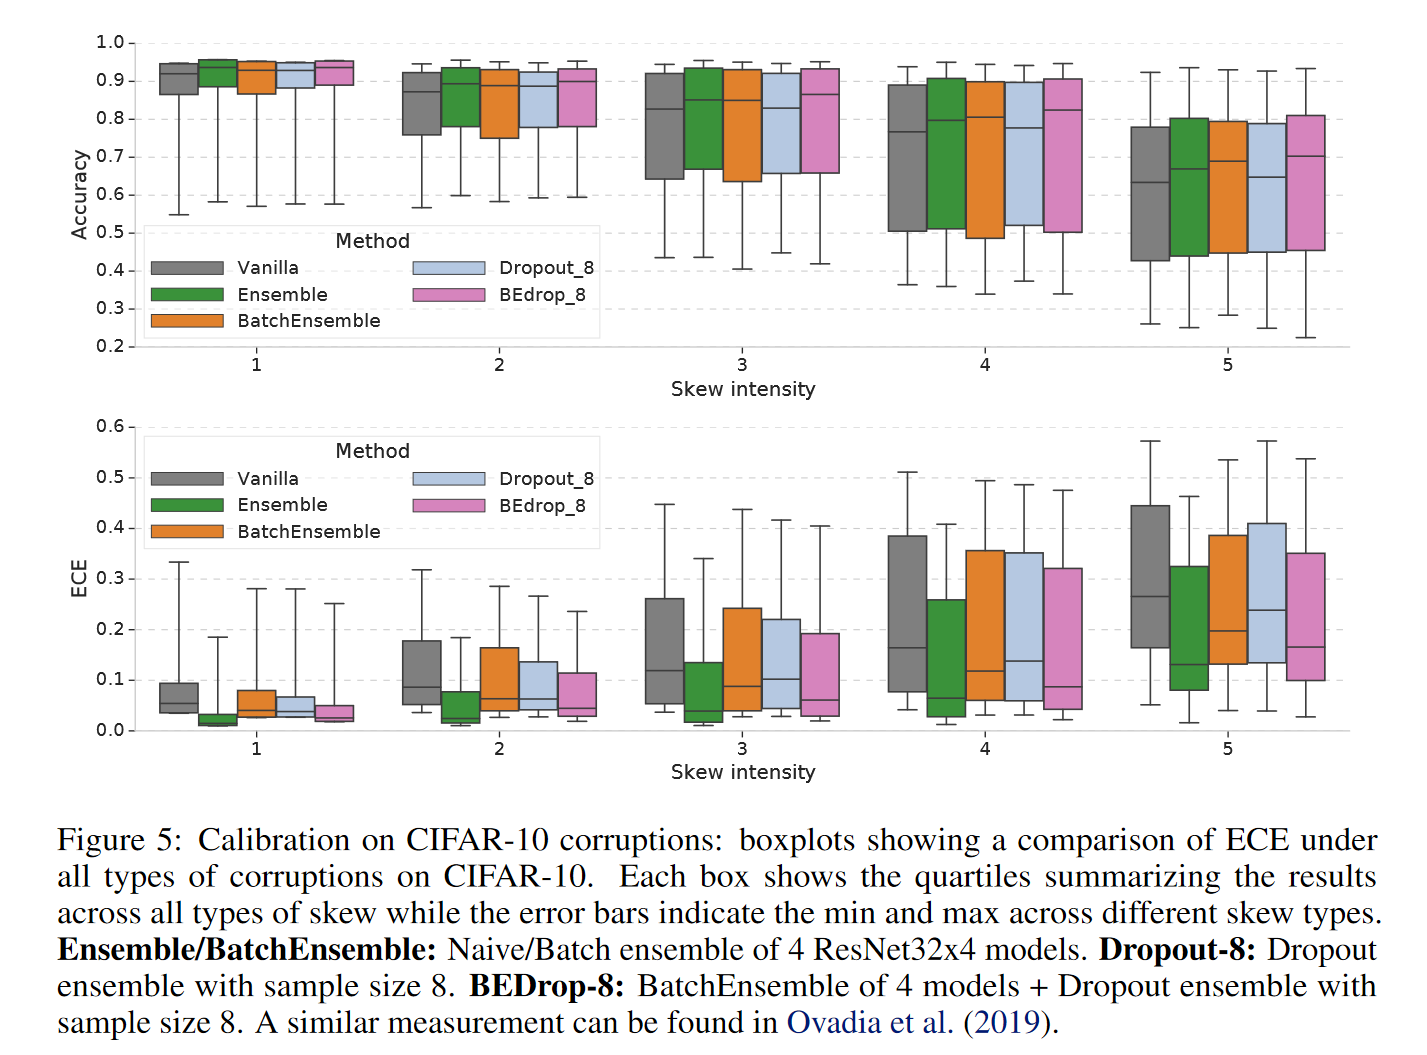 1.0
0.9
0.8
0.7
0.6
0.5
0.4
0.3
0.2
Accuracy
Method
Vanilla
Dropout_8
Ensemble
BEdrop_8
BatchEnsemble
1 2 3 4 5
Skew intensity
0.6
0.5
0.4
0.3
0.2
0.1
0.0
ECE
Method
Vanilla
Dropout_8
Ensemble
BEdrop_8
BatchEnsemble
1 2 3 4 5
Skew intensity
Figure 5: Calibration on CIFAR-10 corruptions: boxplots showing a comparison of ECE under
all types of corruptions on CIFAR-10. Each box shows the quartiles summarizing the results
across all types of skew while the error bars indicate the min and max across different skew types.
Ensemble/BatchEnsemble: Naive/Batch ensemble of 4 ResNet32x4 models. Dropout-8: Dropout
ensemble with sample size 8. BEDrop-8: BatchEnsemble of 4 models + Dropout ensemble with
sample size 8. A similar measurement can be found in Ovadia et al. (2019).